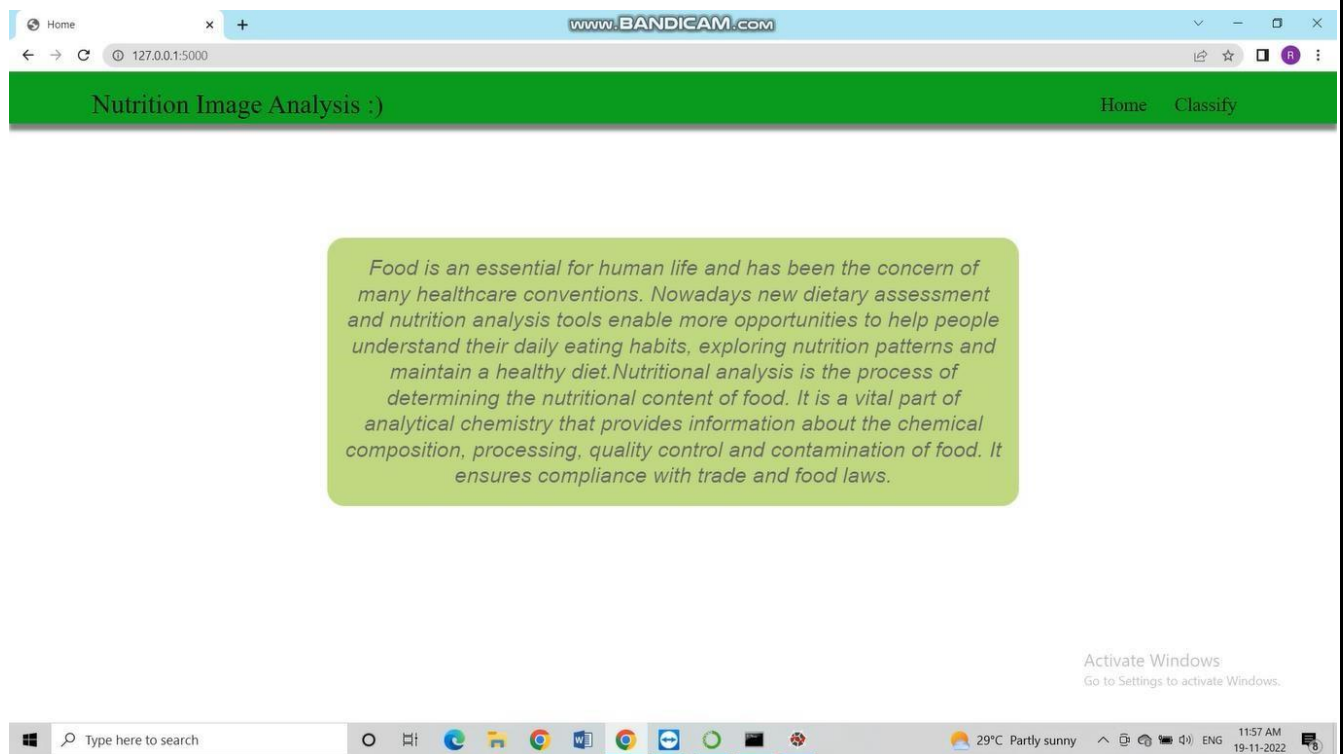 Home
www.BANDICAM.com
127.0.0.1:5000
R
Nutrition Image Analysis :)
Home Classify
Food is an essential for human life and has been the concern of
many healthcare conventions. Nowadays new dietary assessment
and nutrition analysis tools enable more opportunities to help people
understand their daily eating habits, exploring nutrition patterns and
maintain a healthy diet.Nutritional analysis is the process of
determining the nutritional content of food. It is a vital part of
analytical chemistry that provides information about the chemical
composition, processing, quality control and contamination of food. It
ensures compliance with trade and food laws.
Activate Windows
Go to Settings to activate Windows.
Type here to search
29°C Partly sunny
ENG
11:57 AM
19-11-2022
8